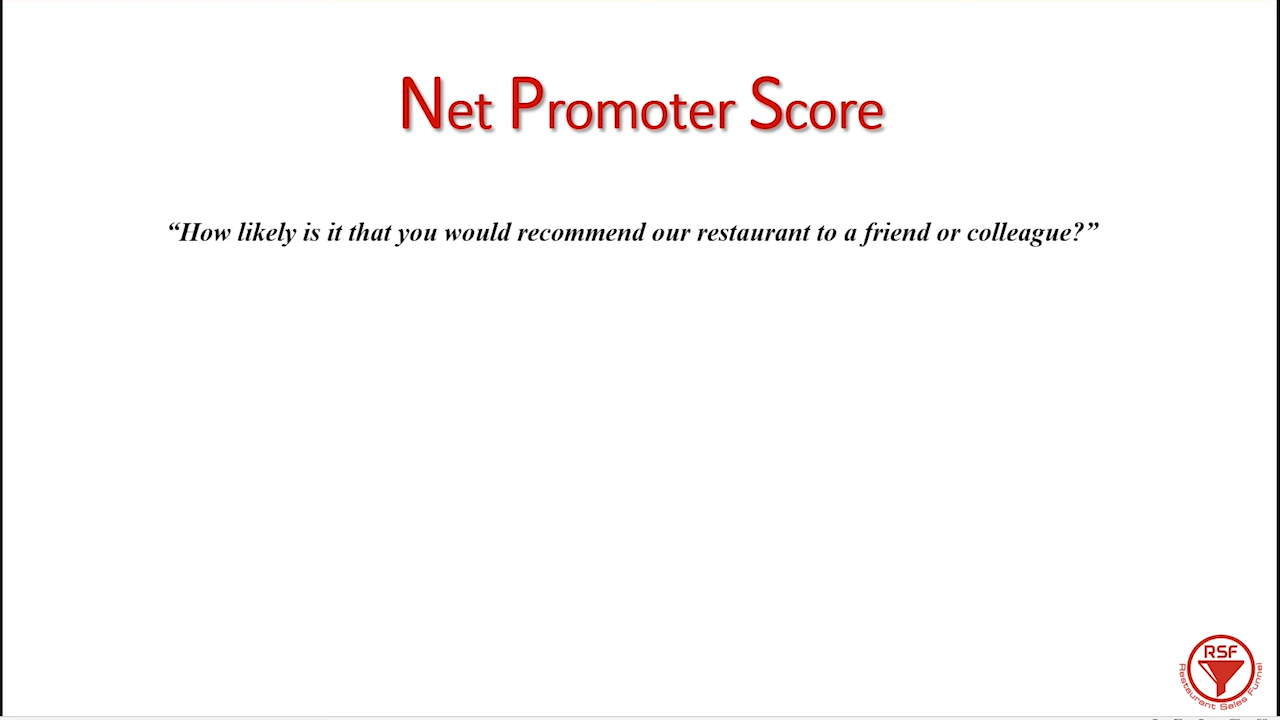 Net Promoter Score
“How likely is it that you would recommend our restaurant to a friend or colleague?”
RSF
Restaurant Sales Funnel